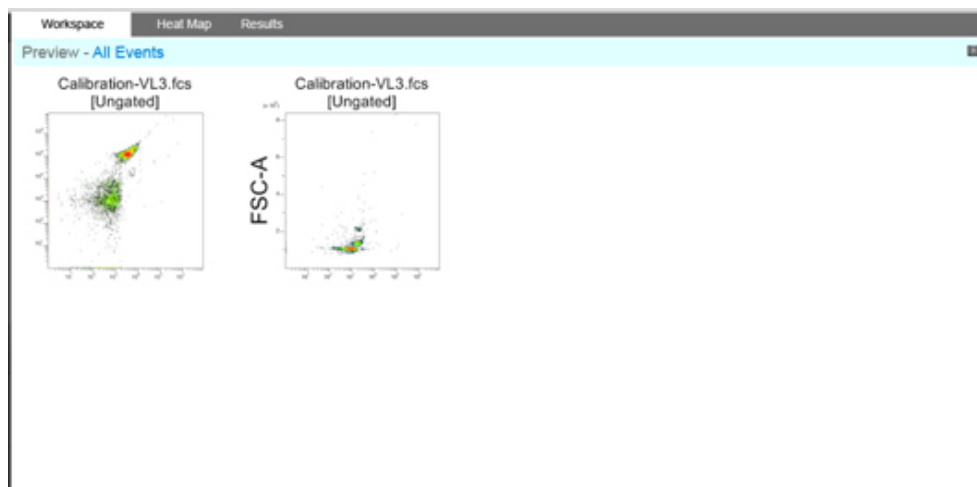 Workspace Heat Map Results
Preview - All Events
Calibration-VL3.fcs
[Ungated]
Calibration-VL3.fcs
[Ungated]
FSC-A